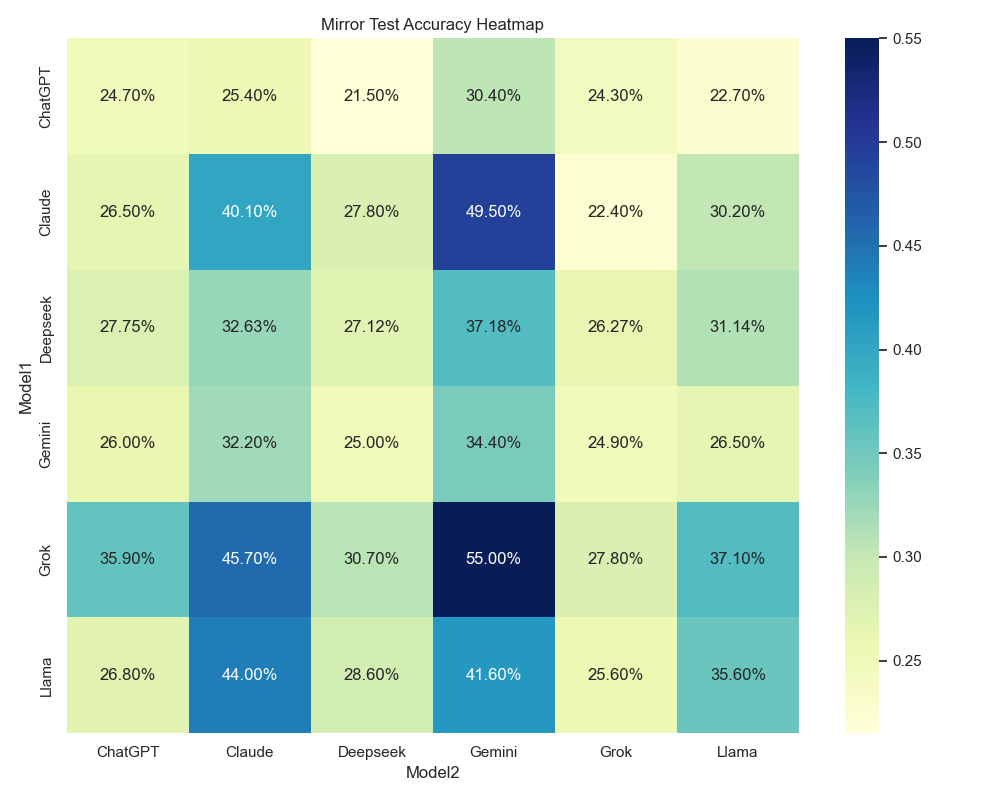 Mirror Test Accuracy Heatmap
Model1
ChatGPT 24.70% 25.40% 21.50% 30.40% 24.30% 22.70%
Claude 26.50% 40.10% 27.80% 49.50% 22.40% 30.20%
Deepseek 27.75% 32.63% 27.12% 37.18% 26.27% 31.14%
Gemini 26.00% 32.20% 25.00% 34.40% 24.90% 26.50%
Grok 35.90% 45.70% 30.70% 55.00% 27.80% 37.10%
Llama 26.80% 44.00% 28.60% 41.60% 25.60% 35.60%
ChatGPT Claude Deepseek Gemini Grok Llama
Model2
0.55
0.50
0.45
0.40
0.35
0.30
0.25